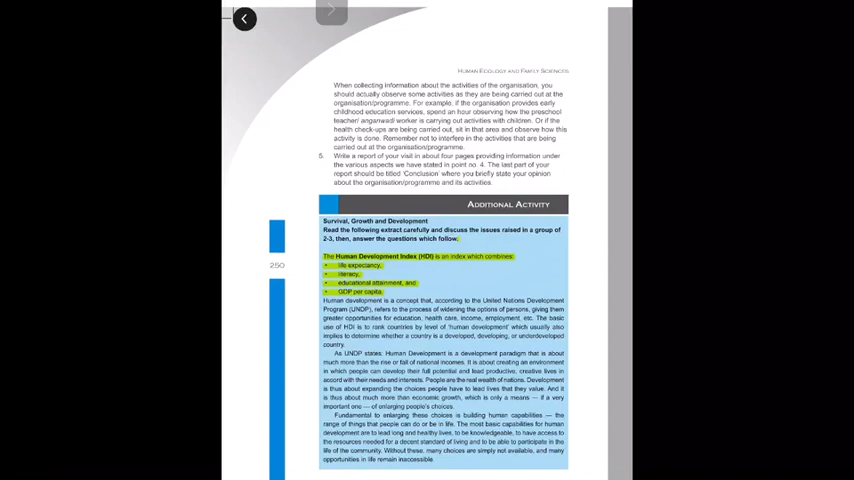 HUMAN ECOLOGY AND FAMILY SCIENCES
When collecting information about the activities of the organisation, you
should actually observe some activities as they are being carried out at the
organisation/programme. For example, if the organisation provides early
childhood education services, spend an hour observing how the preschool
teacher/ anganwadi worker is carrying out activities with children. Or if the
health check-ups are being carried out, sit in that area and observe how this
activity is done. Remember not to interfere in the activities that are being
carried out at the organisation/programme.
5. Write a report of your visit in about four pages providing information under
the various aspects we have stated in point no. 4. The last part of your
report should be titled 'Conclusion' where you briefly state your opinion
about the organisation/programme and its activities.
ADDITIONAL ACTIVITY
Survival, Growth and Development
Read the following extract carefully and discuss the issues raised in a group of
2-3, then, answer the questions which follow.
250
The Human Development Index (HDI) is an index which combines:
• life expectancy,
• literacy,
• educational attainment, and
• GDP per capita.
Human development is a concept that, according to the United Nations Development
Program (UNDP), refers to the process of widening the options of persons, giving them
greater opportunities for education, health care, income, employment, etc. The basic
use of HDI is to rank countries by level of 'human development' which usually also
implies to determine whether a country is a developed, developing, or underdeveloped
country.
As UNDP states: Human Development is a development paradigm that is about
much more than the rise or fall of national incomes. It is about creating an environment
in which people can develop their full potential and lead productive, creative lives in
accord with their needs and interests. People are the real wealth of nations. Development
is thus about expanding the choices people have to lead lives that they value. And it
is thus about much more than economic growth, which is only a means — if a very
important one — of enlarging people's choices.
Fundamental to enlarging these choices is building human capabilities — the
range of things that people can do or be in life. The most basic capabilities for human
development are to lead long and healthy lives, to be knowledgeable, to have access to
the resources needed for a decent standard of living and to be able to participate in the
life of the community. Without these, many choices are simply not available, and many
opportunities in life remain inaccessible.